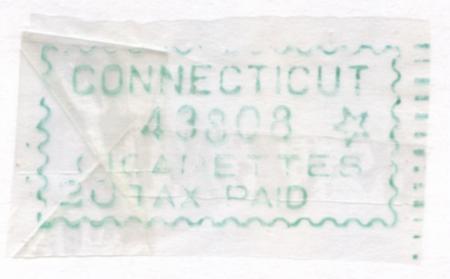 CONNECTICUT
43808
CIGARETTES
20 TAX PAID